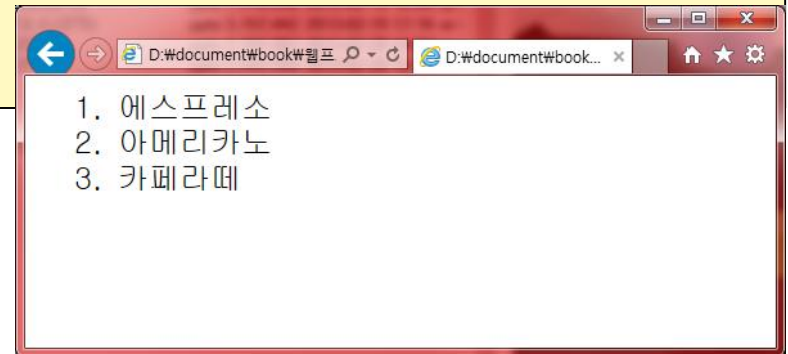 D:₩document₩book₩웹프
D:₩document₩book...
1. 에스프레소
2. 아메리카노
3. 카페라떼